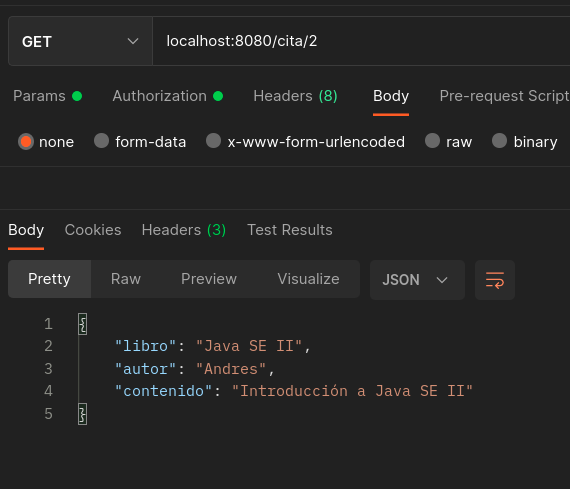 GET localhost:8080/cita/2
Params Authorization Headers (8) Body Pre-request Script
none form-data x-www-form-urlencoded raw binary
Body Cookies Headers (3) Test Results
Pretty Raw Preview Visualize JSON
1 {
2 "libro": "Java SE II",
3 "autor": "Andres",
4 "contenido": "Introducción a Java SE II"
5 }